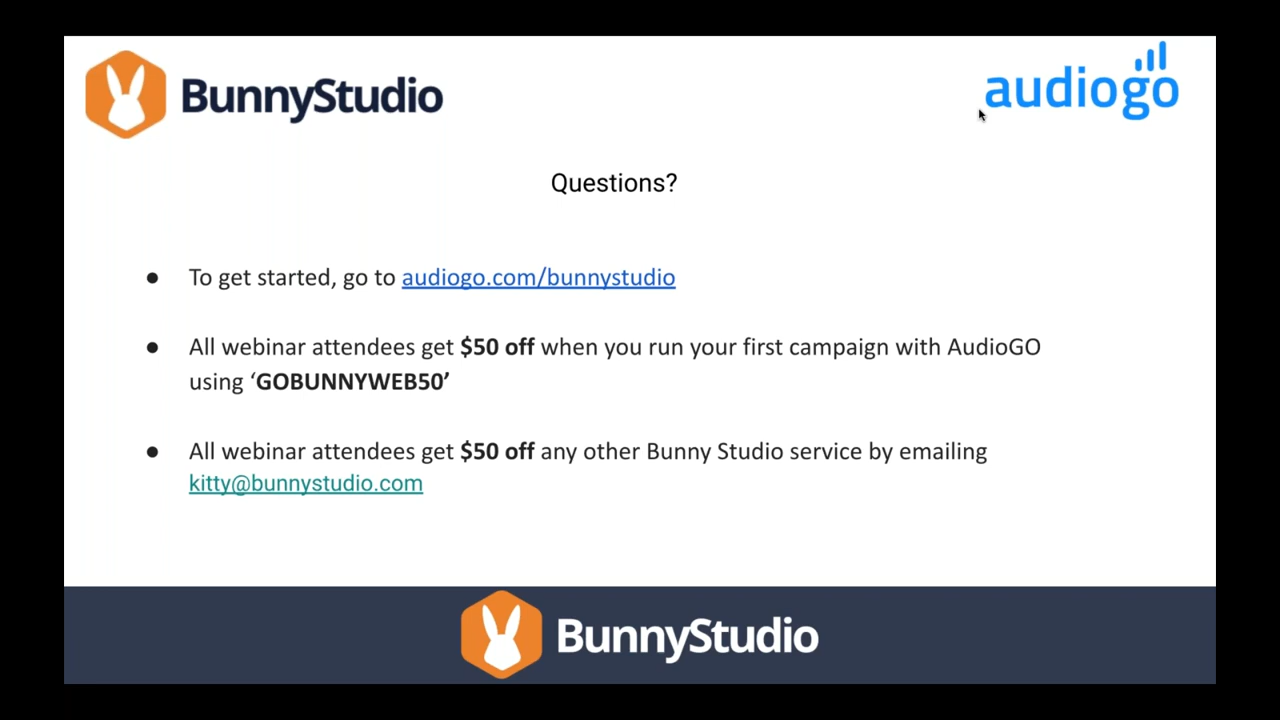 BunnyStudio
audiogo
Questions?
● To get started, go to audiogo.com/bunnystudio
● All webinar attendees get $50 off when you run your first campaign with AudioGO
using ‘GOBUNNYWEB50’
● All webinar attendees get $50 off any other Bunny Studio service by emailing
kitty@bunnystudio.com
BunnyStudio